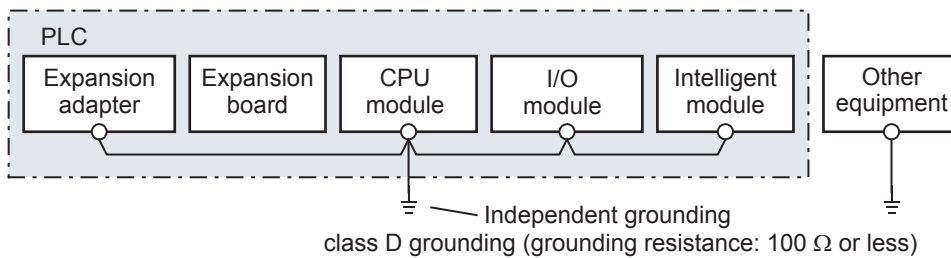 PLC
Expansion
adapter
Expansion
board
CPU
module
I/O
module
Intelligent
module
Other
equipment
Independent grounding
class D grounding (grounding resistance: 100 Ω or less)